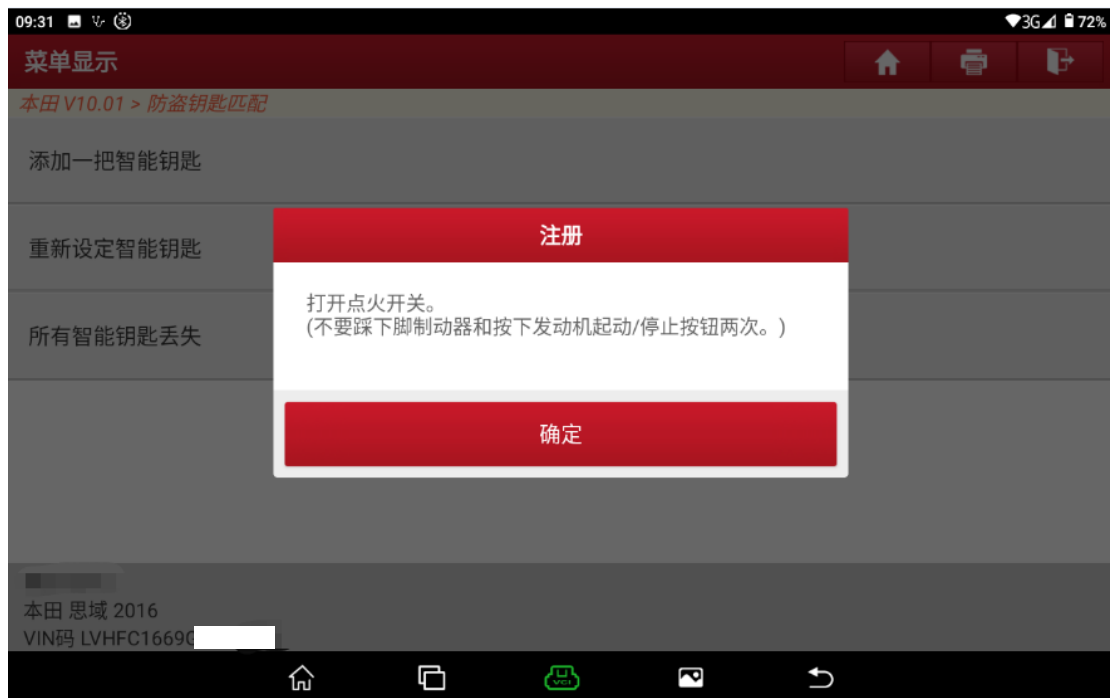 09:31
3G
72%
菜单显示
本田 V10.01 > 防盗钥匙匹配
添加一把智能钥匙
重新设定智能钥匙
所有智能钥匙丢失
注册
打开点火开关。
(不要踩下脚制动器和按下发动机起动/停止按钮两次。)
确定
本田 思域 2016
VIN码 LVHFC1669G
VCI